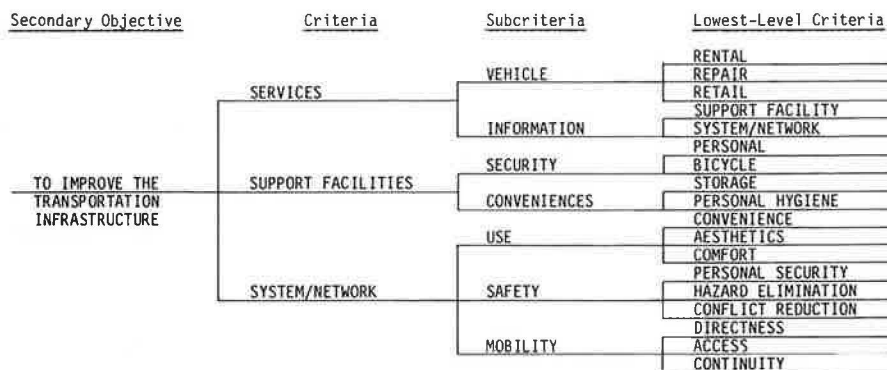 Secondary Objective Criteria Subcriteria Lowest-Level Criteria
RENTAL
VEHICLE REPAIR
SERVICES RETAIL
SUPPORT FACILITY
INFORMATION SYSTEM/NETWORK
PERSONAL
SECURITY BICYCLE
TO IMPROVE THE SUPPORT FACILITIES STORAGE
TRANSPORTATION CONVENIENCES PERSONAL HYGIENE
INFRASTRUCTURE CONVENIENCE
USE AESTHETICS
COMFORT
PERSONAL SECURITY
SYSTEM/NETWORK SAFETY HAZARD ELIMINATION
CONFLICT REDUCTION
DIRECTNESS
MOBILITY ACCESS
CONTINUITY